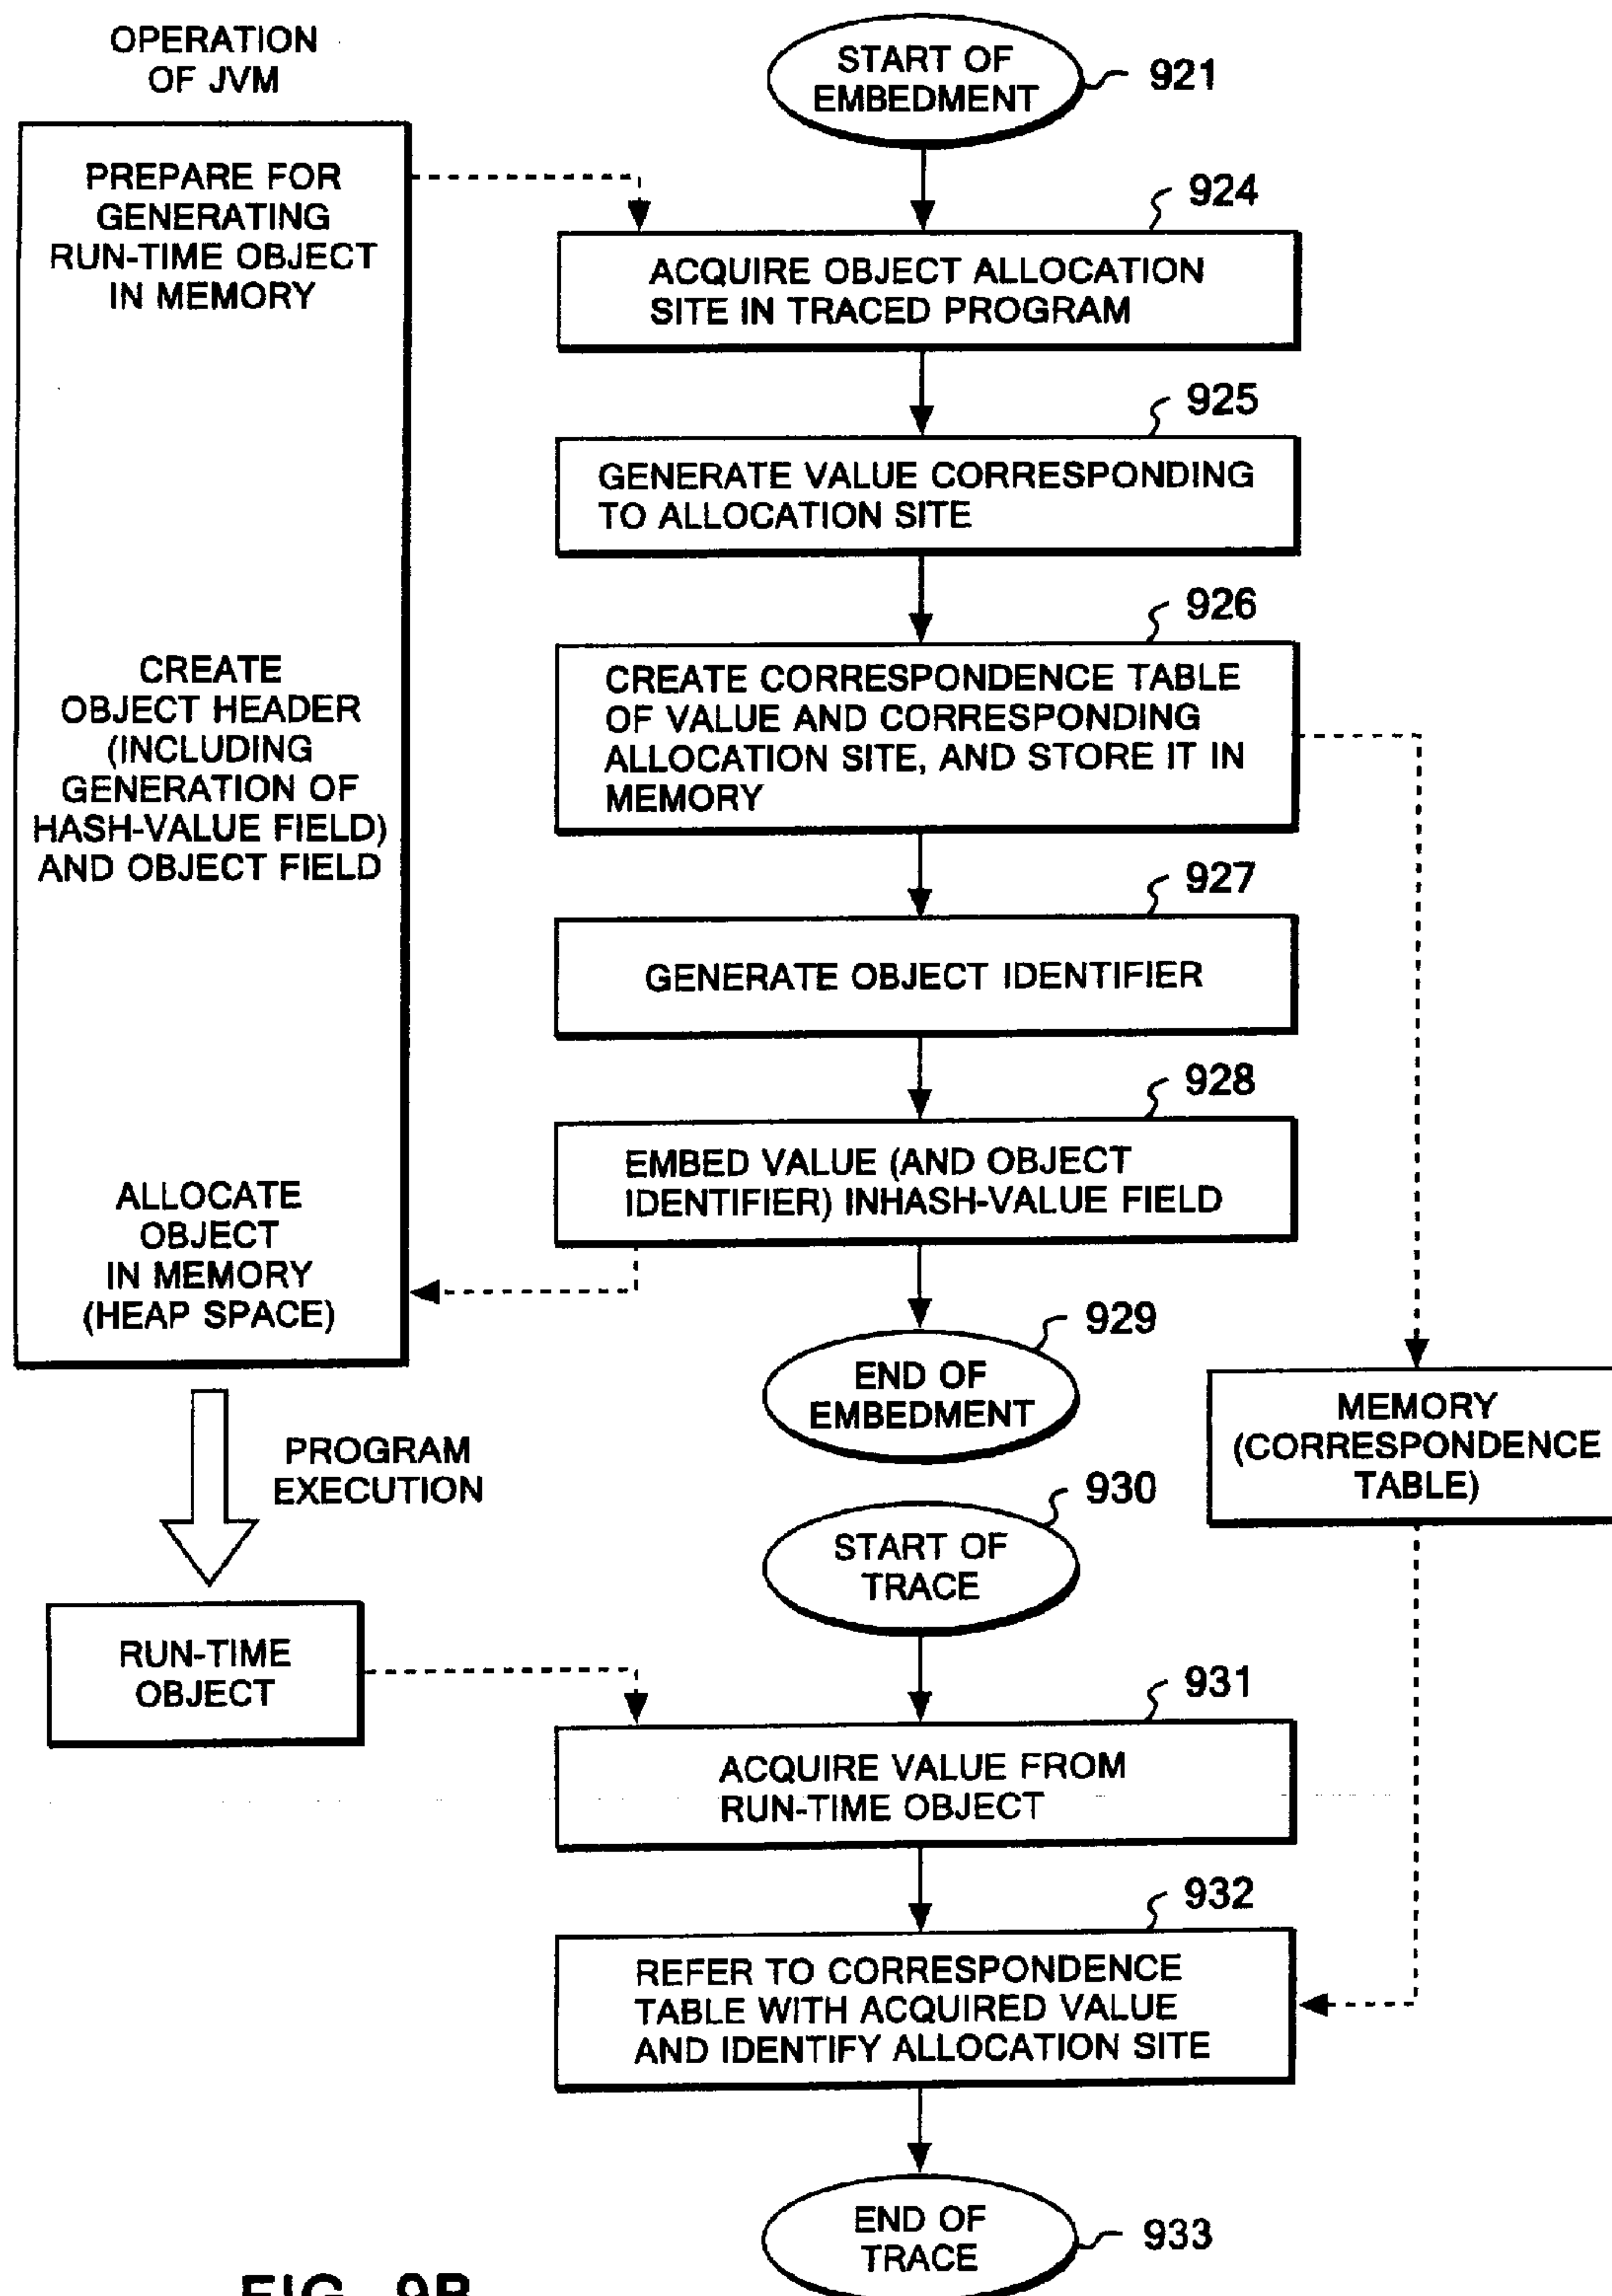 OPERATION
OF JVM
START OF
EMBEDMENT
921
PREPARE FOR
GENERATING
RUN-TIME OBJECT
IN MEMORY
924
ACQUIRE OBJECT ALLOCATION
SITE IN TRACED PROGRAM
925
GENERATE VALUE CORRESPONDING
TO ALLOCATION SITE
926
CREATE
OBJECT HEADER
(INCLUDING
GENERATION OF
HASH-VALUE FIELD)
AND OBJECT FIELD
CREATE CORRESPONDENCE TABLE
OF VALUE AND CORRESPONDING
ALLOCATION SITE, AND STORE IT IN
MEMORY
927
GENERATE OBJECT IDENTIFIER
928
EMBED VALUE (AND OBJECT
IDENTIFIER) INHASH-VALUE FIELD
ALLOCATE
OBJECT
IN MEMORY
(HEAP SPACE)
929
END OF
EMBEDMENT
MEMORY
(CORRESPONDENCE
TABLE)
PROGRAM
EXECUTION
930
START OF
TRACE
RUN-TIME
OBJECT
931
ACQUIRE VALUE FROM
RUN-TIME OBJECT
932
REFER TO CORRESPONDENCE
TABLE WITH ACQUIRED VALUE
AND IDENTIFY ALLOCATION SITE
END OF
TRACE
933
FIG. 9B